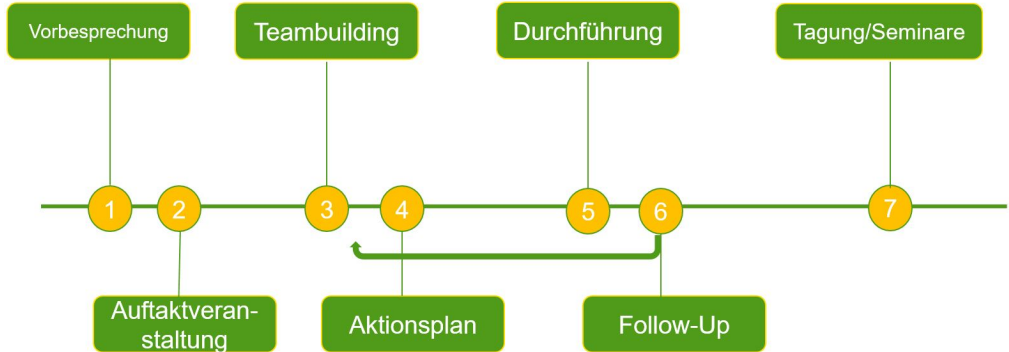 Vorbesprechung
Teambuilding
Durchführung
Tagung/Seminare
1
2
3
4
5
6
7
Auftaktveran-
staltung
Aktionsplan
Follow-Up